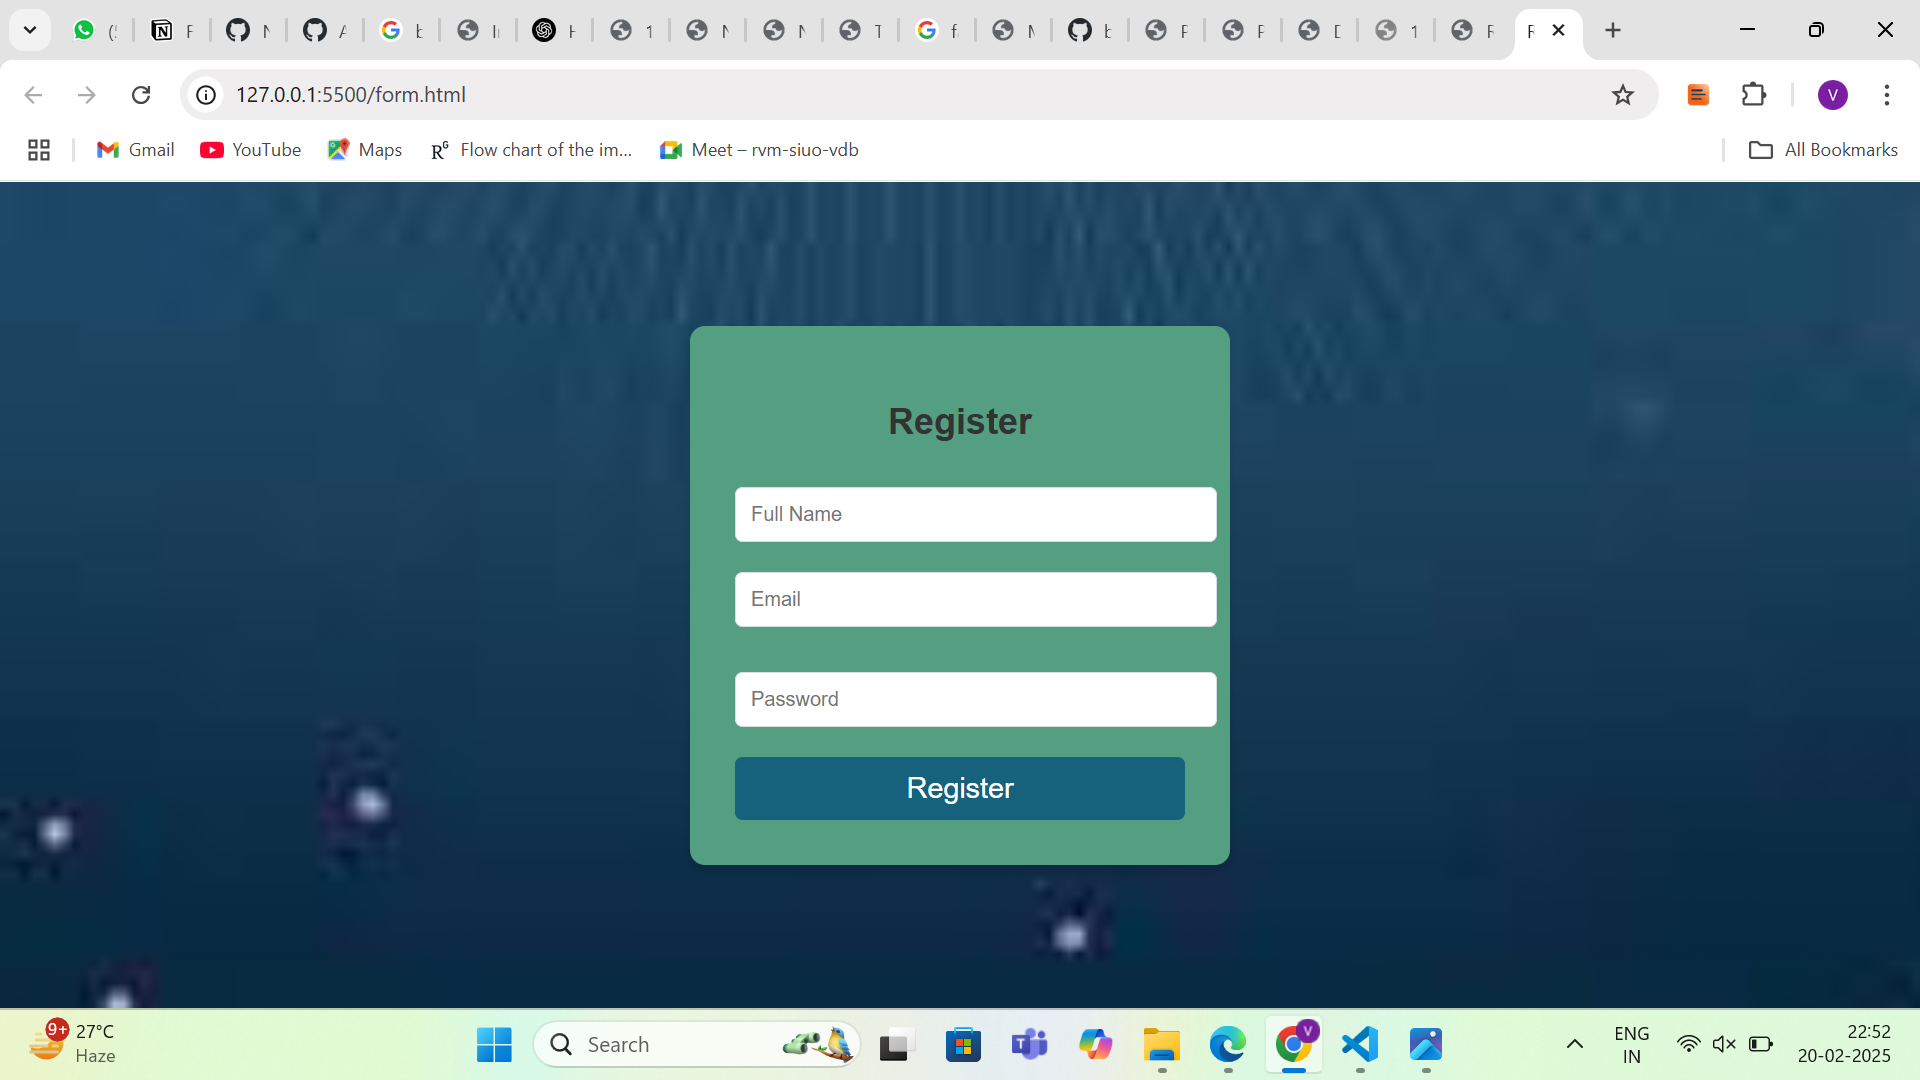 127.0.0.1:5500/form.html
V
Gmail
YouTube
Maps
Flow chart of the im...
Meet – rvm-siuo-vdb
All Bookmarks
Register
Full Name
Email
Password
Register
9+
27°C
Haze
Search
V
ENG
IN
22:52
20-02-2025